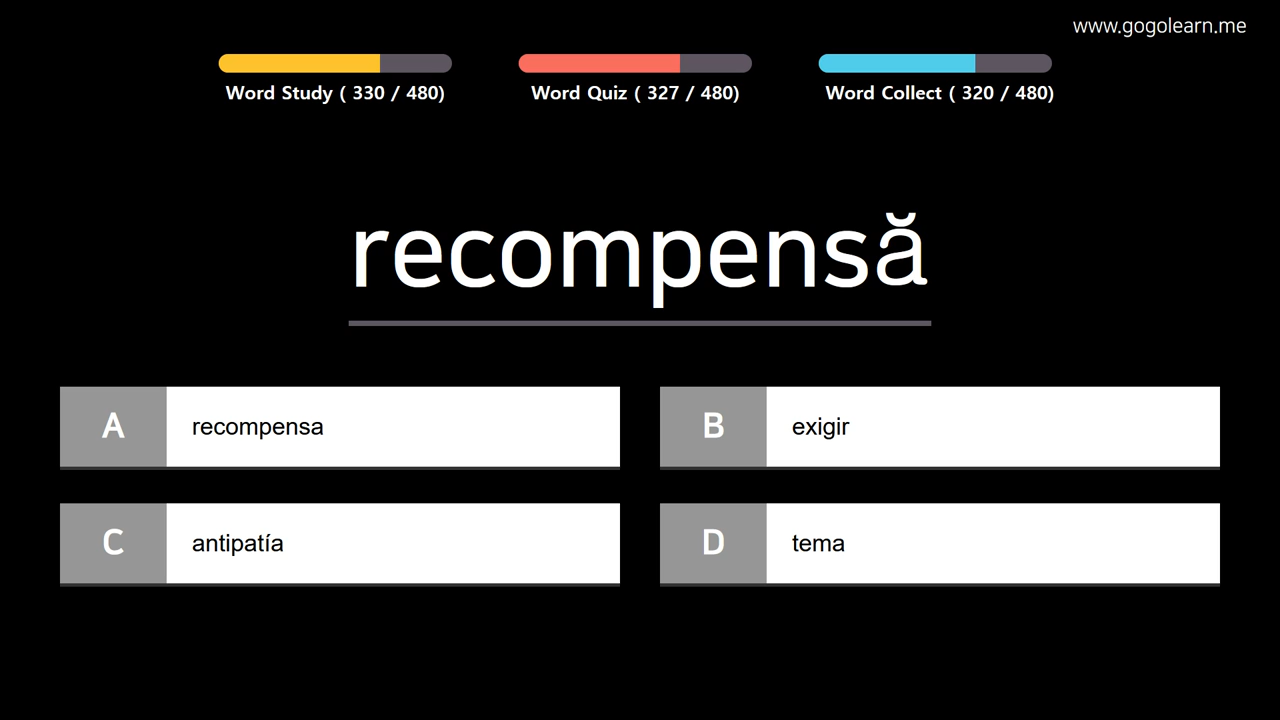 www.gogolearn.me
Word Study ( 330 / 480)
Word Quiz ( 327 / 480)
Word Collect ( 320 / 480)
recompensă
A recompensa
B exigir
C antipatía
D tema